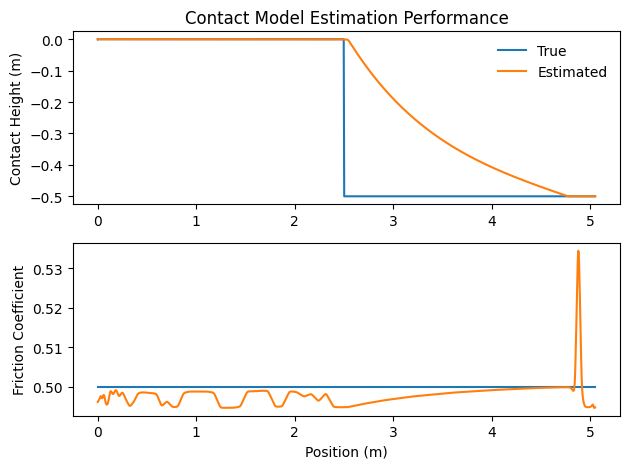 Contact Model Estimation Performance
Contact Height (m)
0.0
−0.1
−0.2
−0.3
−0.4
−0.5
True
Estimated
0 1 2 3 4 5
Friction Coefficient
0.53
0.52
0.51
0.50
0 1 2 3 4 5
Position (m)